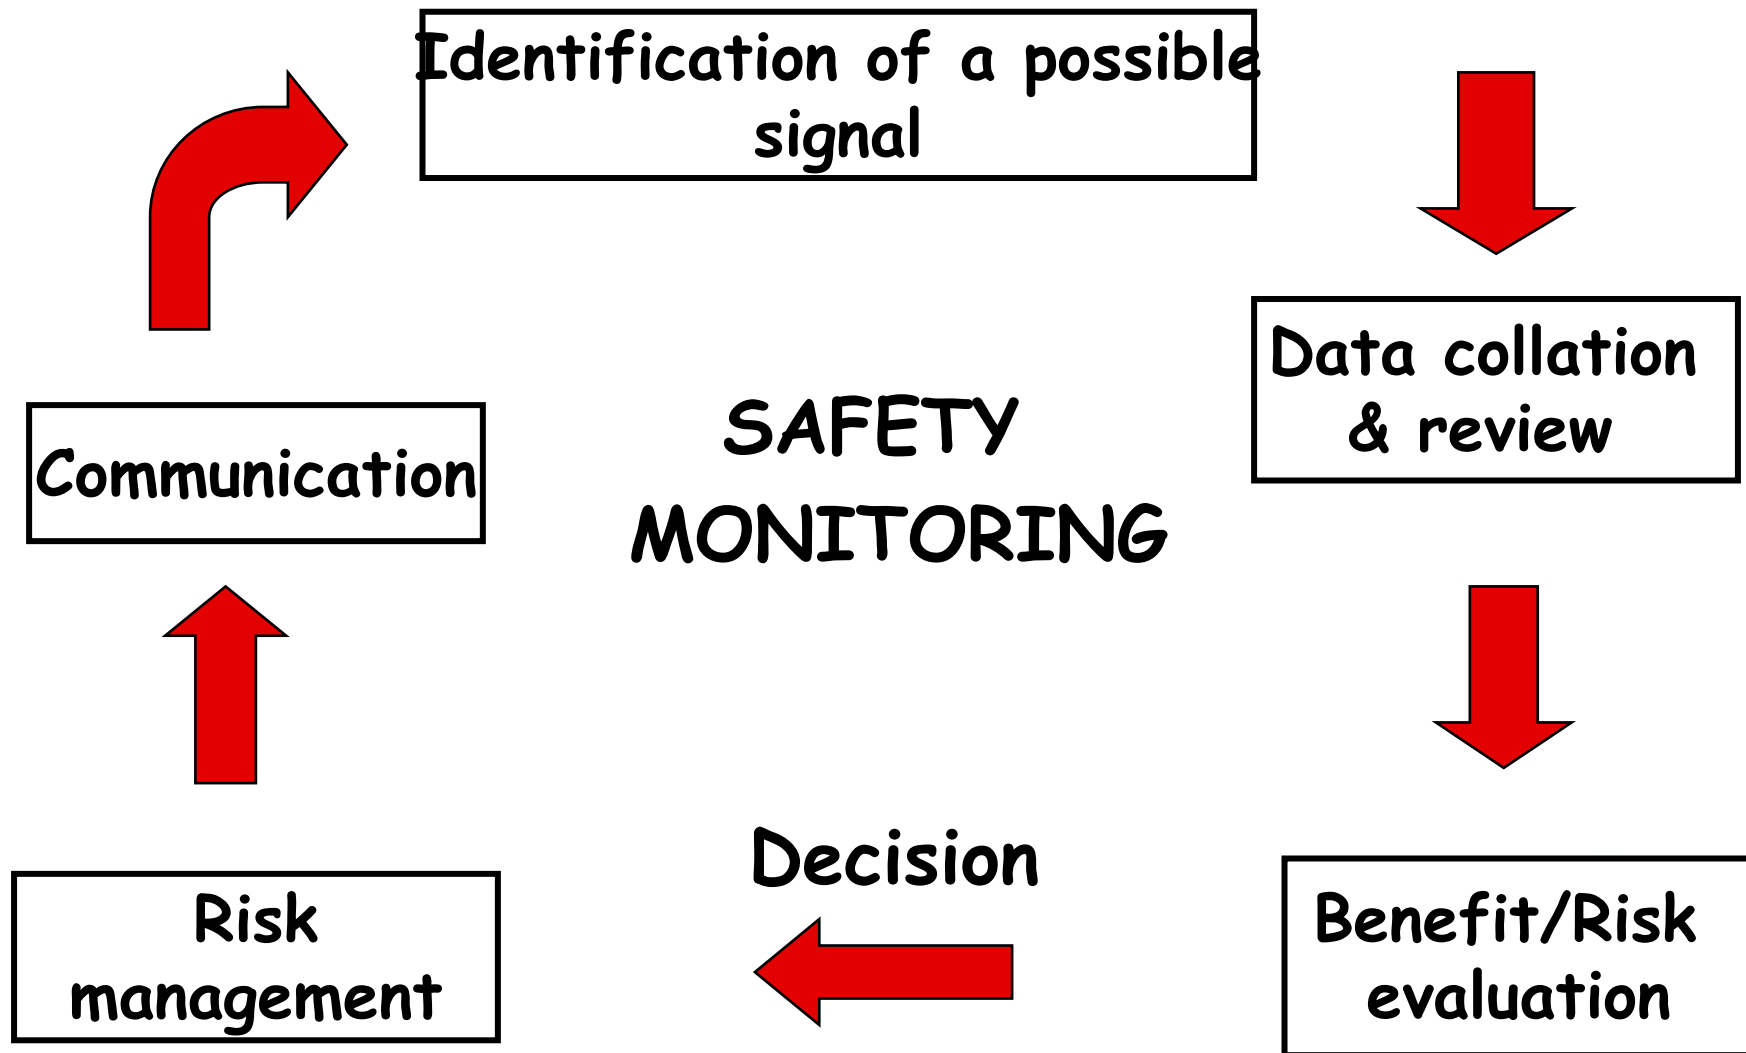 Identification of a possible
signal
Data collation
& review
SAFETY
MONITORING
Communication
Decision
Benefit/Risk
evaluation
Risk
management